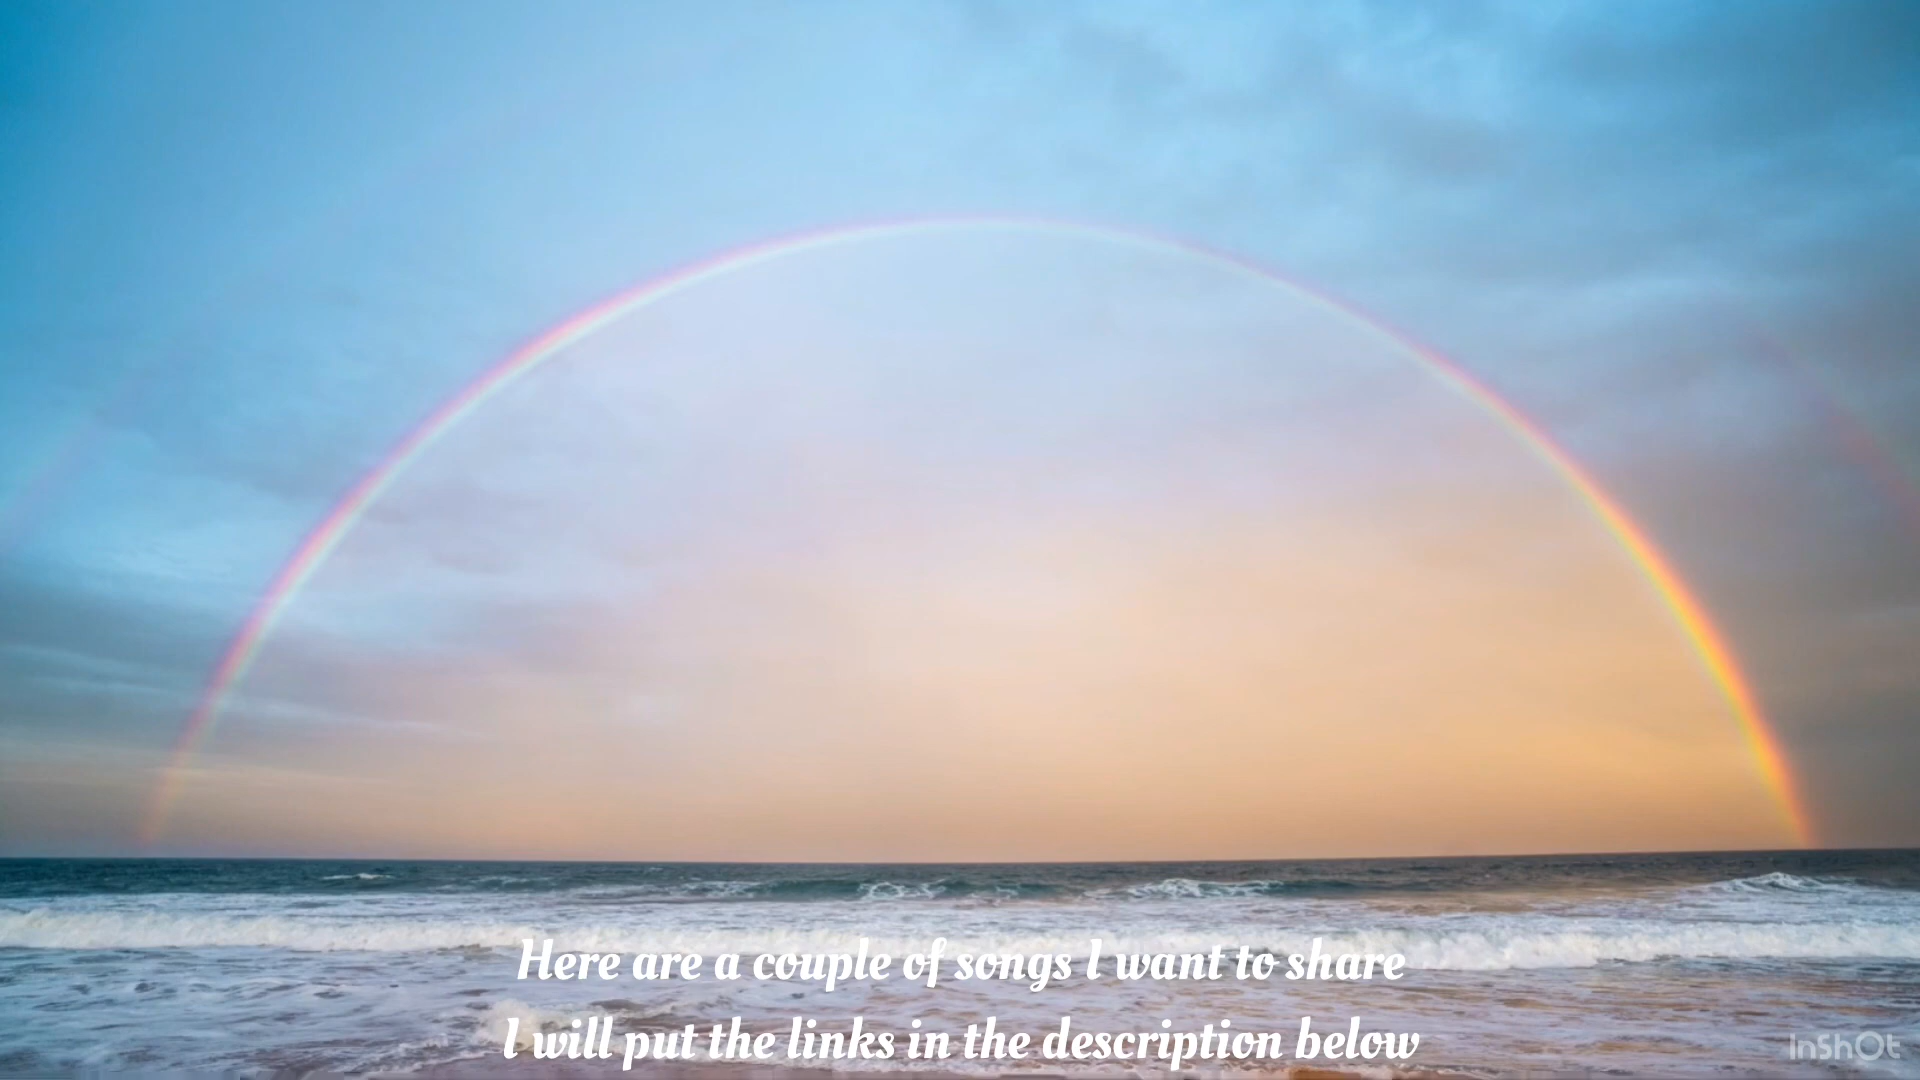 Here are a couple of songs I want to share
I will put the links in the description below
InShOt